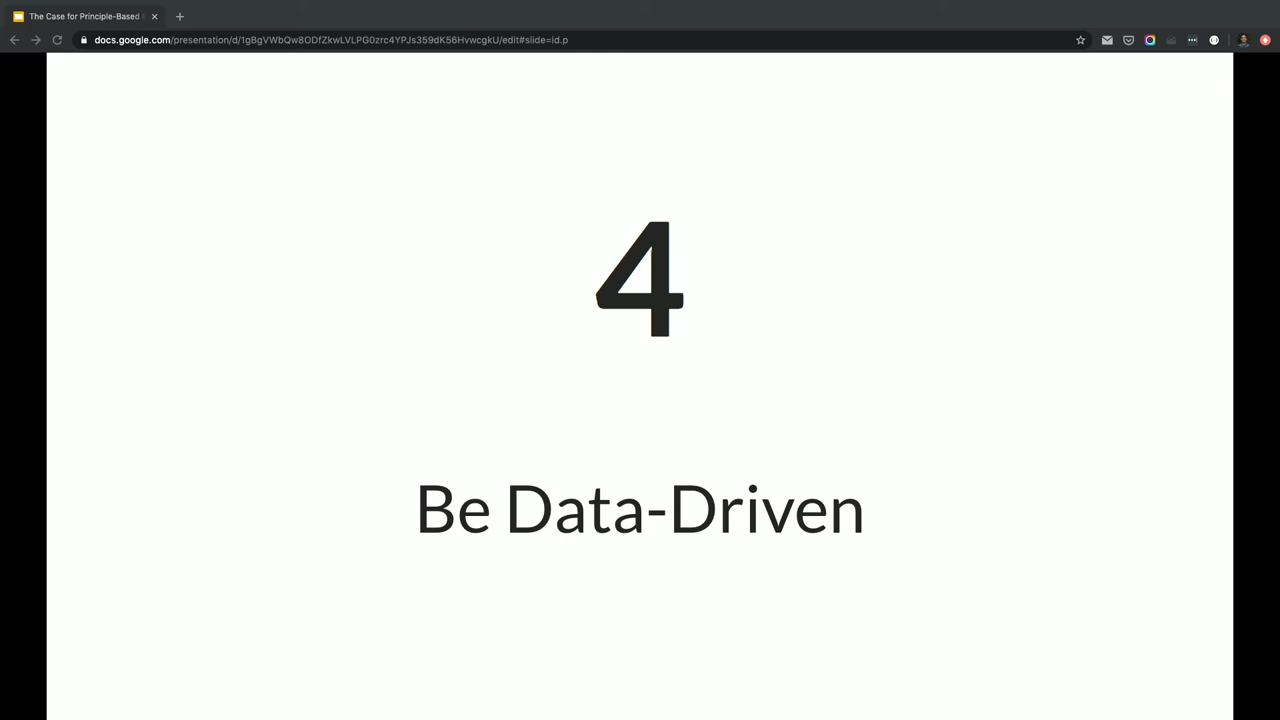 The Case for Principle-Based
docs.google.com/presentation/d/1gBgVWbQw8ODfZkwLVLPG0zrc4YPJs359dK56HvwcgkU/edit#slide=id.p
4
Be Data-Driven